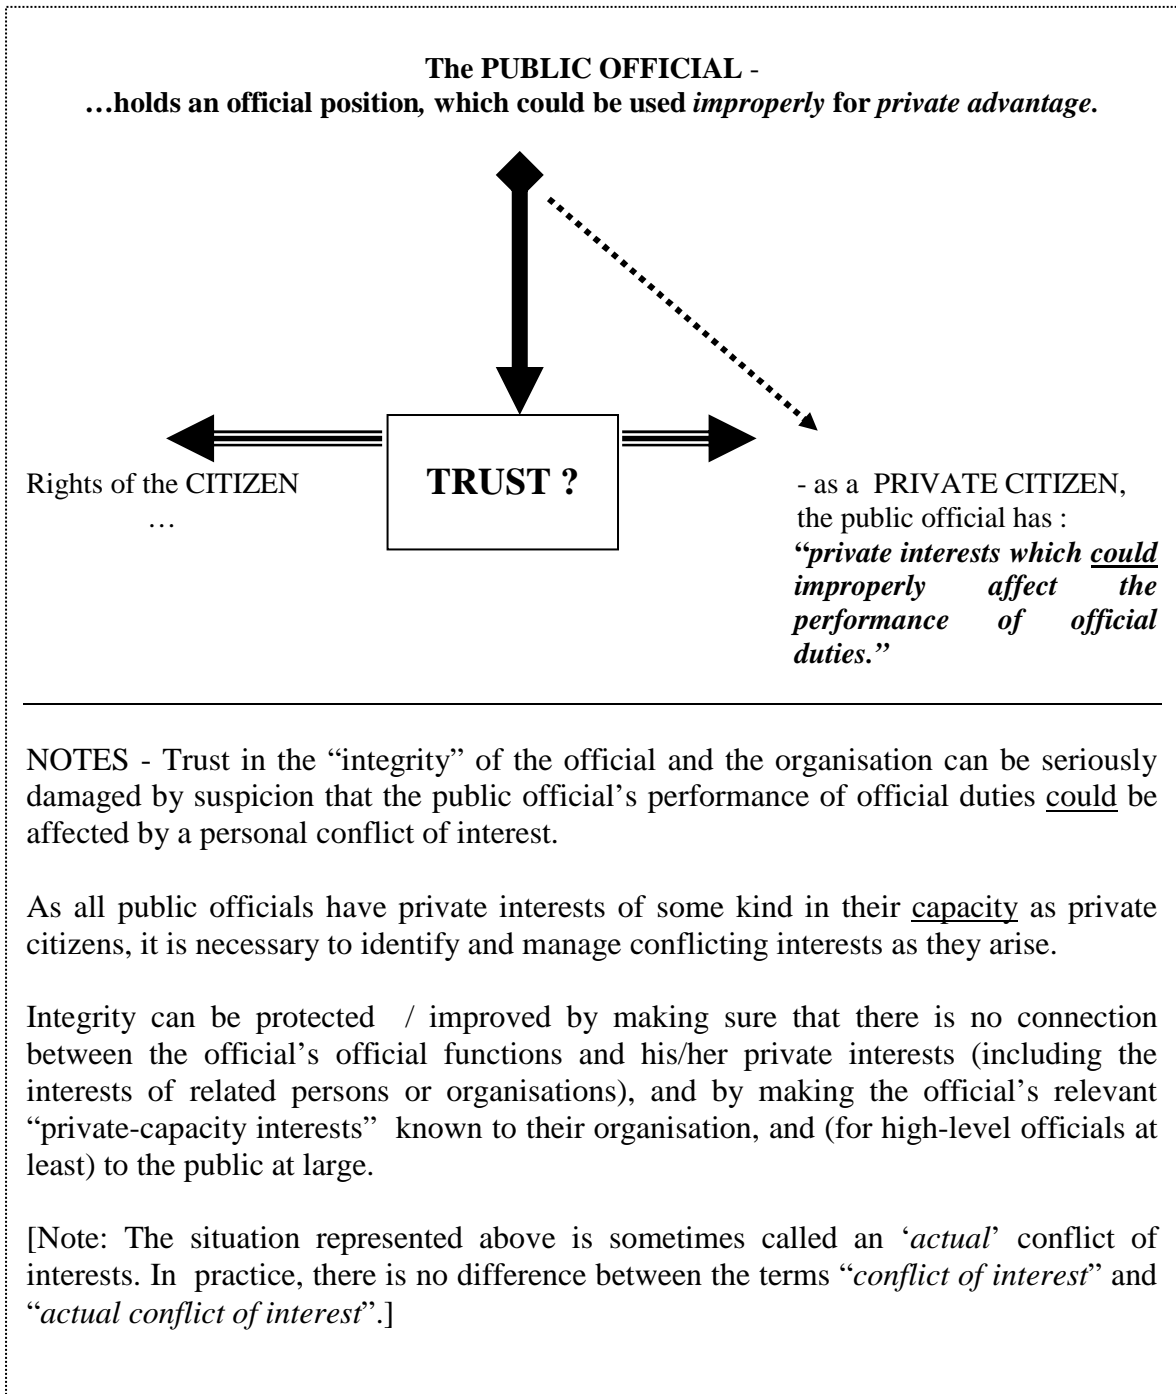 The PUBLIC OFFICIAL -
…holds an official position, which could be used improperly for private advantage.
Rights of the CITIZEN
…
TRUST ?
- as a PRIVATE CITIZEN,
the public official has :
“private interests which could
improperly affect the
performance of official
duties.”
NOTES - Trust in the “integrity” of the official and the organisation can be seriously
damaged by suspicion that the public official’s performance of official duties could be
affected by a personal conflict of interest.
As all public officials have private interests of some kind in their capacity as private
citizens, it is necessary to identify and manage conflicting interests as they arise.
Integrity can be protected / improved by making sure that there is no connection
between the official’s official functions and his/her private interests (including the
interests of related persons or organisations), and by making the official’s relevant
“private-capacity interests” known to their organisation, and (for high-level officials at
least) to the public at large.
[Note: The situation represented above is sometimes called an ‘actual’ conflict of
interests. In practice, there is no difference between the terms “conflict of interest” and
“actual conflict of interest”.]